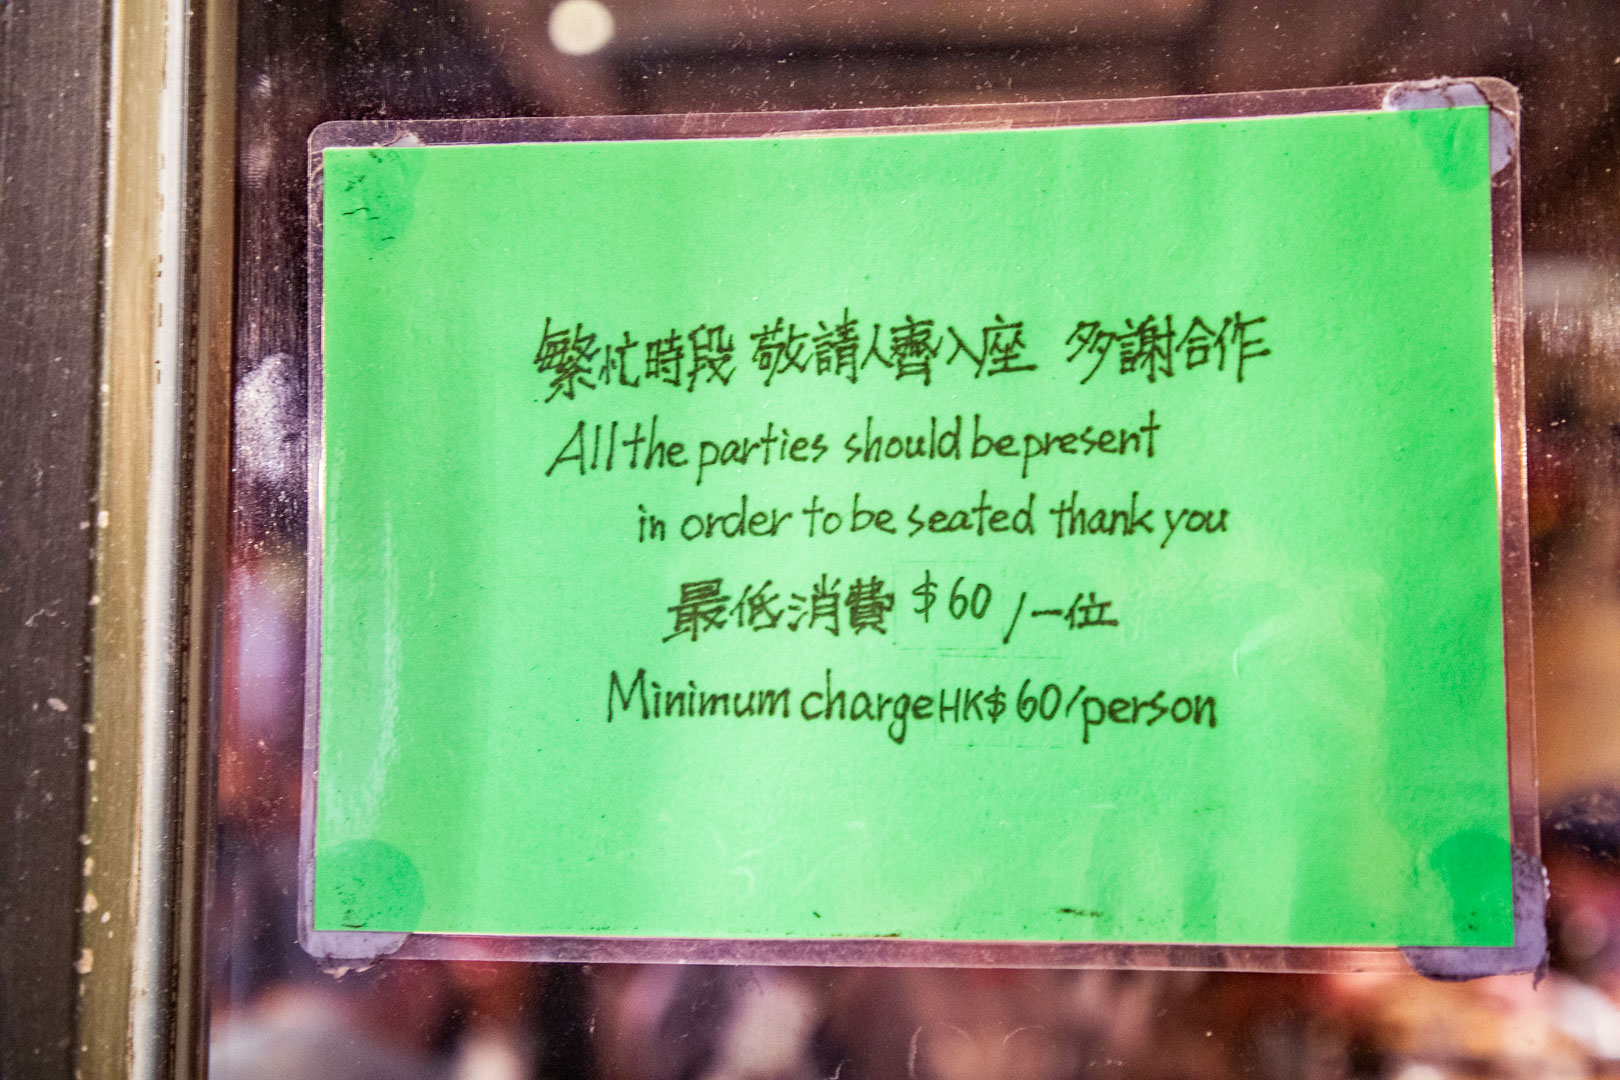 繁忙時段 敬請人齊入座 多謝合作
All the parties should be present
in order to be seated thank you
最低消費 $60 /一位
Minimum charge HK$ 60/person